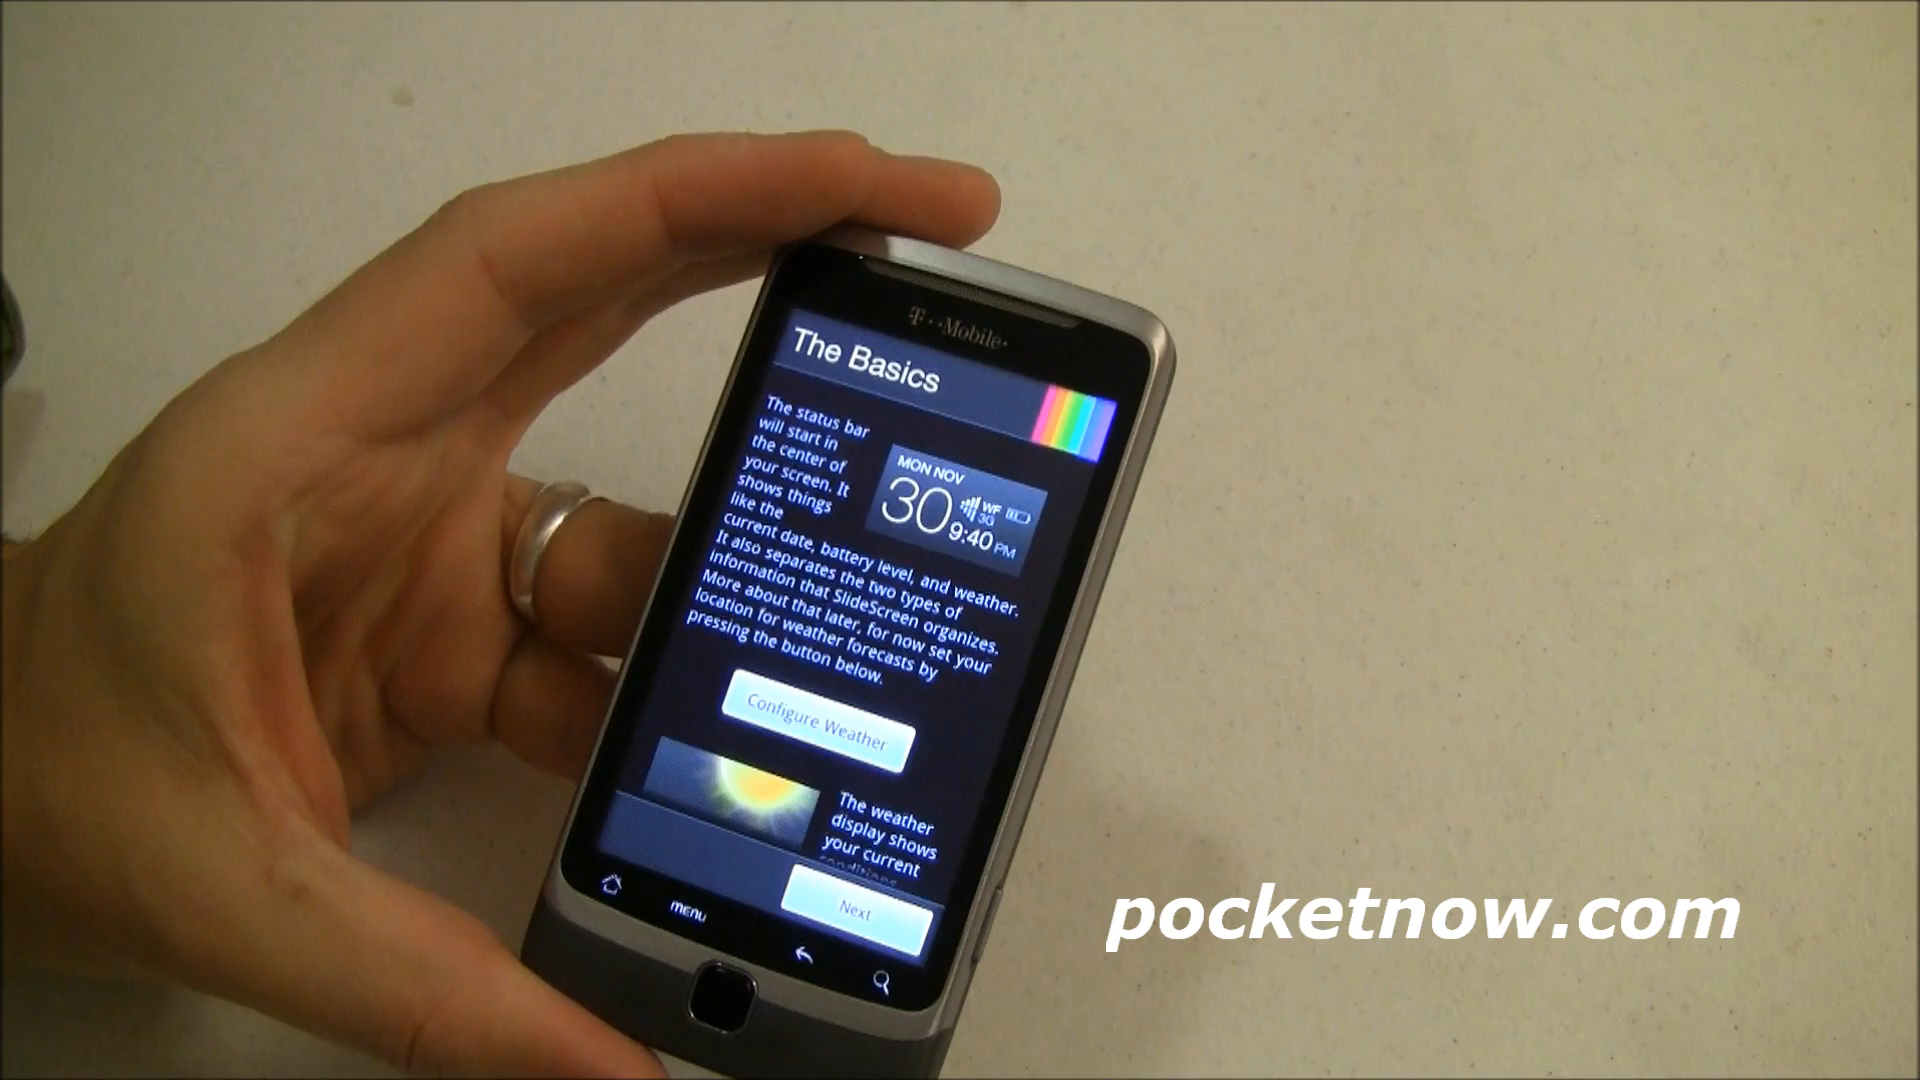 T··Mobile·
The Basics
The status bar
will start in
the center of
your screen. It
shows things
like the
current date, battery level, and weather.
It also separates the two types of
information that SlideScreen organizes.
More about that later, for now set your
location for weather forecasts by
pressing the button below.
MON NOV
30
WF
3G
9:40 PM
Configure Weather
The weather
display shows
your current
conditions
Next
MENU
pocketnow.com